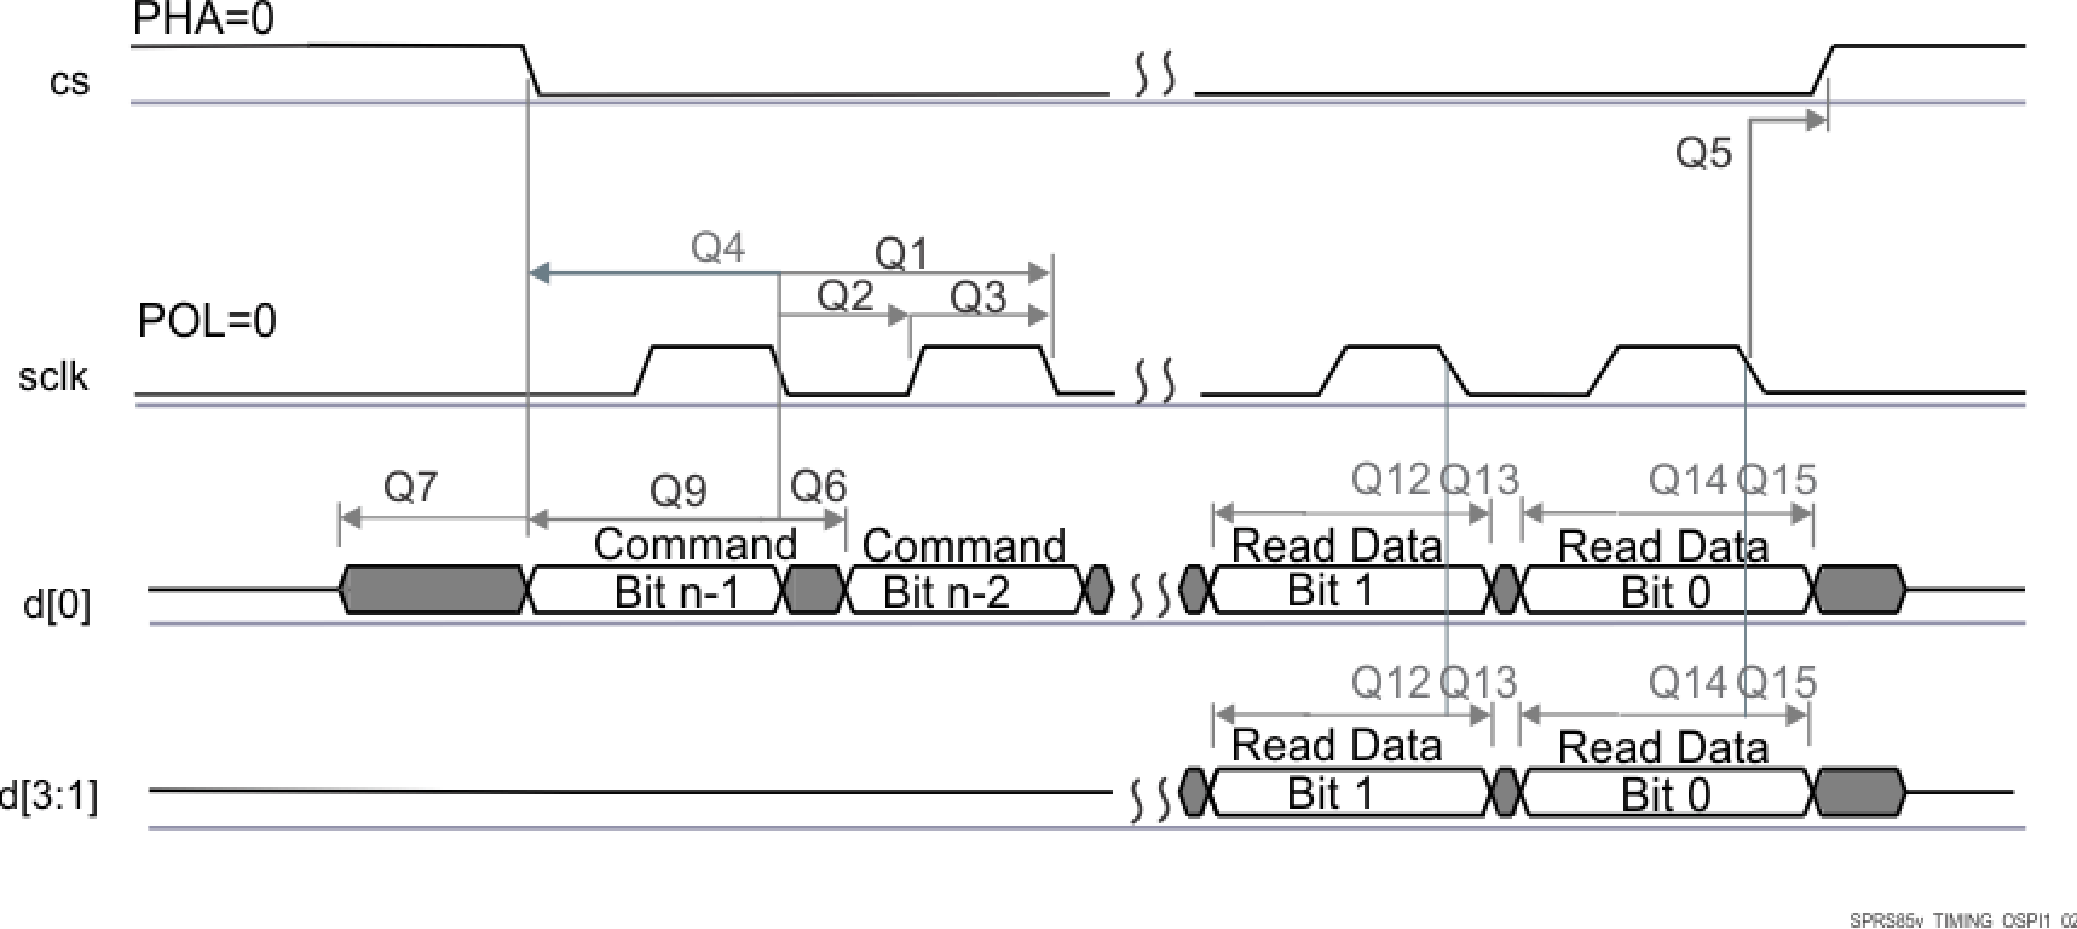 PHA=0
cs
Q5
Q4 Q1
Q2 Q3
POL=0
sclk
Q7 Q9 Q6 Q12 Q13 Q14 Q15
Command Command Read Data Read Data
d[0] Bit n-1 Bit n-2 Bit 1 Bit 0
Q12 Q13 Q14 Q15
Read Data Read Data
d[3:1] Bit 1 Bit 0
SPRS85v_TIMING_OSPI1_02